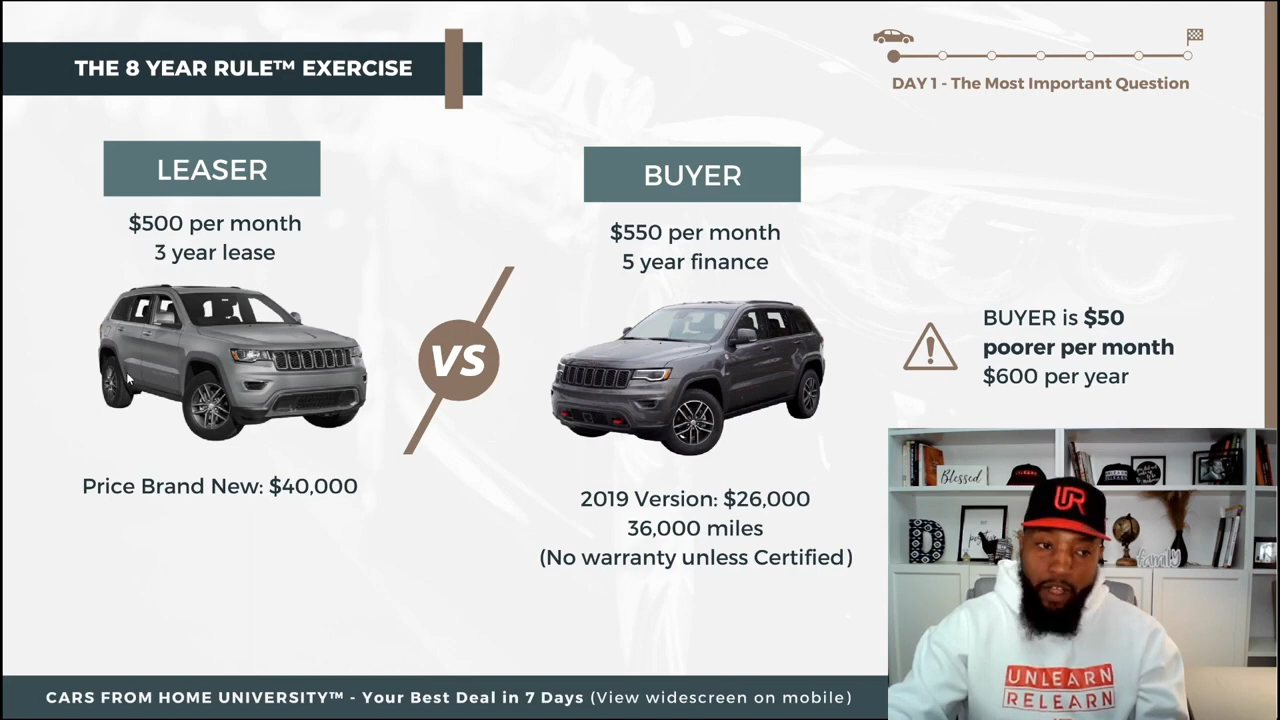 THE 8 YEAR RULE™ EXERCISE
DAY 1 - The Most Important Question
LEASER
$500 per month
3 year lease
Price Brand New: $40,000
VS
BUYER
$550 per month
5 year finance
2019 Version: $26,000
36,000 miles
(No warranty unless Certified)
BUYER is $50
poorer per month
$600 per year
Blessed
D
family
UR
UNLEARN
RELEARN
CARS FROM HOME UNIVERSITY™ - Your Best Deal in 7 Days (View widescreen on mobile)